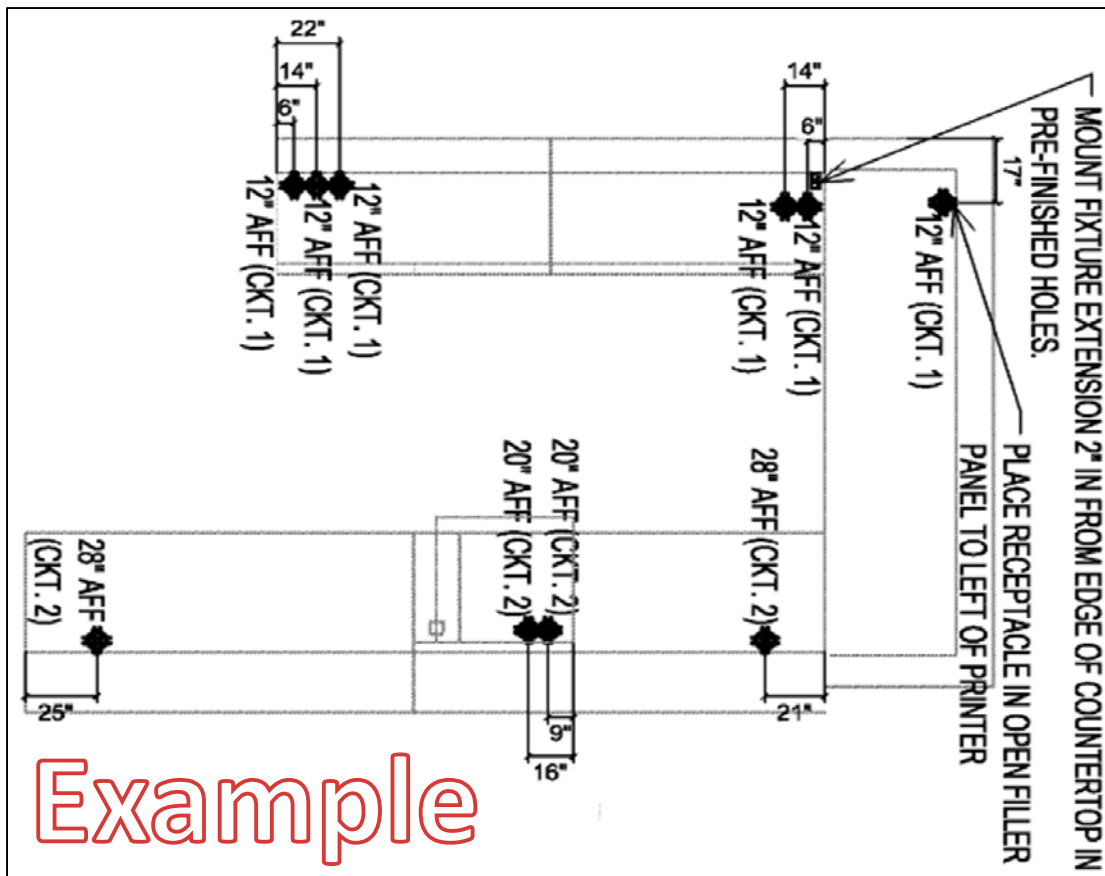 22"
14"
6"
14"
6"
17"
MOUNT FIXTURE EXTENSION 2" IN FROM EDGE OF COUNTERTOP IN
PRE-FINISHED HOLES.
PLACE RECEPTACLE IN OPEN FILLER
PANEL TO LEFT OF PRINTER
12" AFF (CKT. 1)
12" AFF (CKT. 1)
12" AFF (CKT. 1)
12" AFF (CKT. 1)
12" AFF (CKT. 1)
12" AFF (CKT. 1)
28" AFF
(CKT. 2)
20" AFF (CKT. 2)
20" AFF (CKT. 2)
28" AFF (CKT. 2)
25"
9"
16"
21"
Example